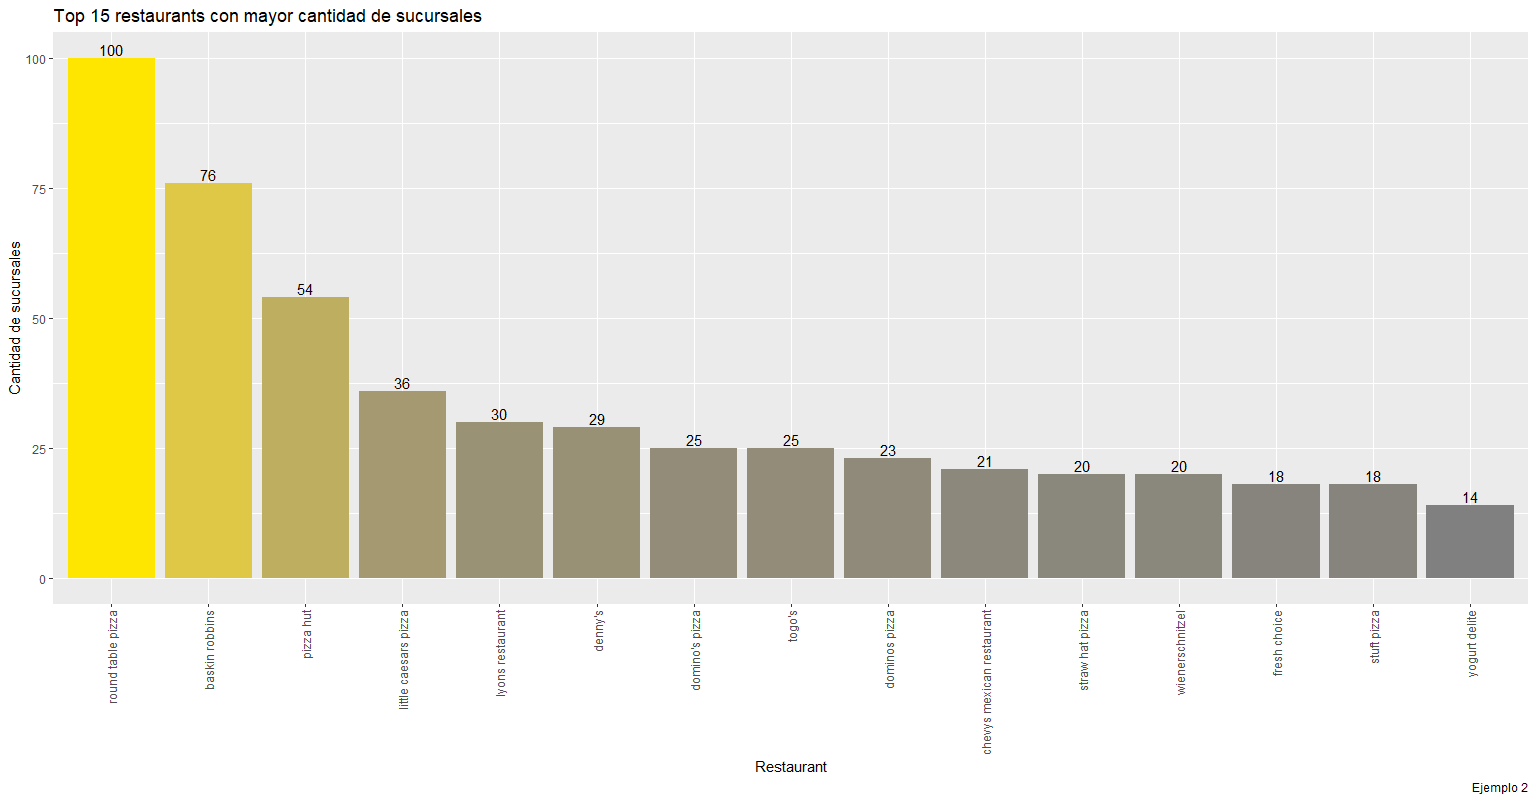 Top 15 restaurants con mayor cantidad de sucursales
Cantidad de sucursales
100
75
50
25
0
100
76
54
36
30
29
25
25
23
21
20
20
18
18
14
round table pizza
baskin robbins
pizza hut
little caesars pizza
lyons restaurant
denny's
domino's pizza
togo's
dominos pizza
chevys mexican restaurant
straw hat pizza
wienerschnitzel
fresh choice
stuft pizza
yogurt delite
Restaurant
Ejemplo 2